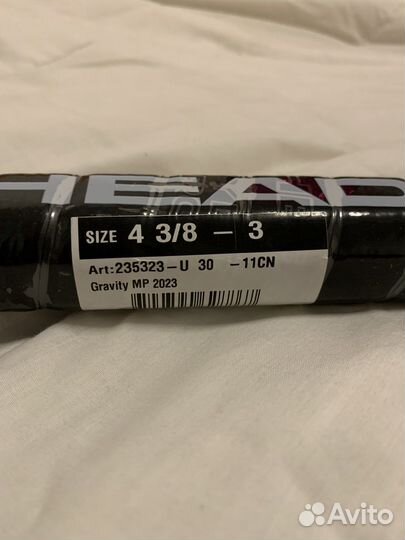 HEAD
SIZE 4 3/8 – 3
Art:235323-U 30 -11CN
Gravity MP 2023
Avito